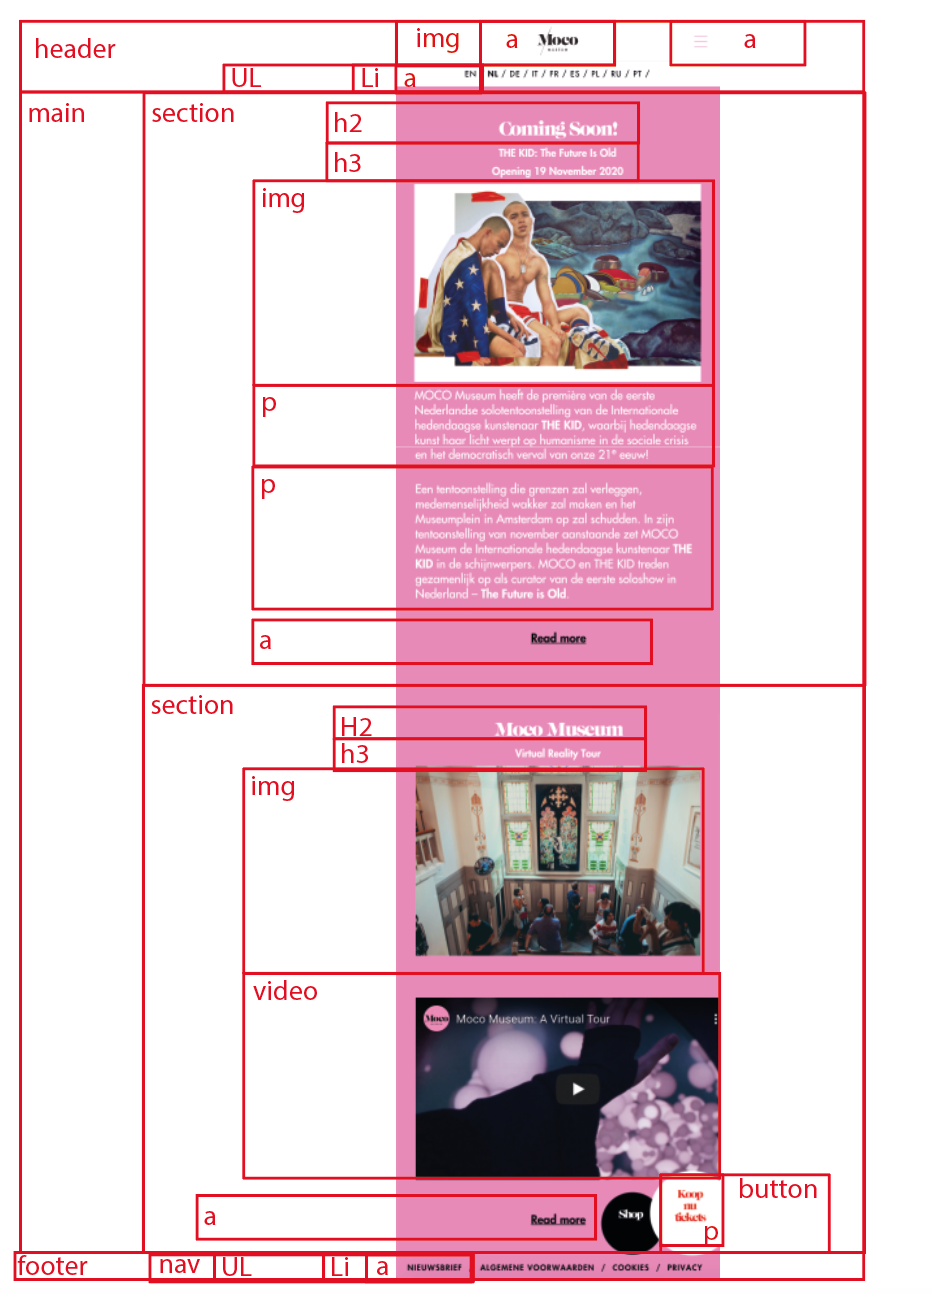 header
img
a
Moco
MUSEUM
a
UL
Li
a
EN / NL / DE / IT / FR / ES / PL / RU / PT /
main
section
h2
Coming Soon!
h3
THE KID: The Future Is Old
Opening 19 November 2020
img
p
MOCO Museum heeft de première van de eerste
Nederlandse solotentoonstelling van de Internationale
hedendaagse kunstenaar THE KID, waarbij hedendaagse
kunst haar licht werpt op humanisme in de sociale crisis
en het democratisch verval van onze 21e eeuw!
p
Een tentoonstelling die grenzen zal verleggen,
medemenselijkheid wakker zal maken en het
Museumplein in Amsterdam op zal schudden. In zijn
tentoonstelling van november aanstaande zet MOCO
Museum de Internationale hedendaagse kunstenaar THE
KID in de schijnwerpers. MOCO en THE KID treden
gezamenlijk op als curator van de eerste soloshow in
Nederland – The Future is Old.
a
Read more
section
H2
Moco Museum
h3
Virtual Reality Tour
img
video
Moco
Moco Museum: A Virtual Tour
a
Read more
Shop
Koop
nu
tickets
p
button
footer
nav
UL
Li
a
NIEUWSBRIEF / ALGEMENE VOORWAARDEN / COOKIES / PRIVACY